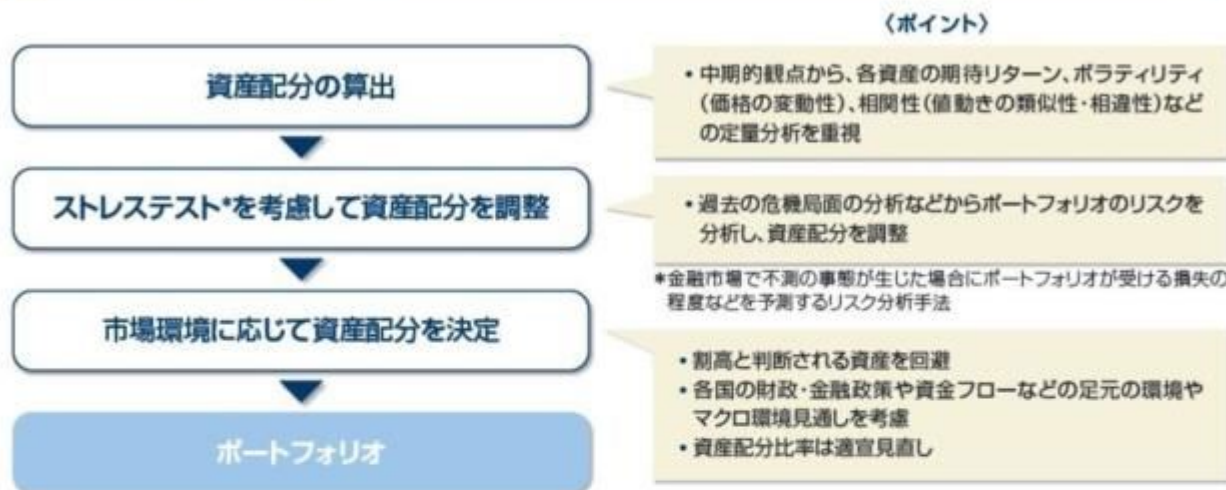 〈ポイント〉
資産配分の算出
・中期的観点から、各資産の期待リターン、ボラティリティ
(価格の変動性)、相関性(値動きの類似性・相違性)など
の定量分析を重視
ストレステスト*を考慮して資産配分を調整
・過去の危機局面の分析などからポートフォリオのリスクを
分析し、資産配分を調整
*金融市場で不測の事態が生じた場合にポートフォリオが受ける損失の
程度などを予測するリスク分析手法
市場環境に応じて資産配分を決定
・割高と判断される資産を回避
・各国の財政・金融政策や資金フローなどの足元の環境や
マクロ環境見通しを考慮
・資産配分比率は適宜見直し
ポートフォリオ